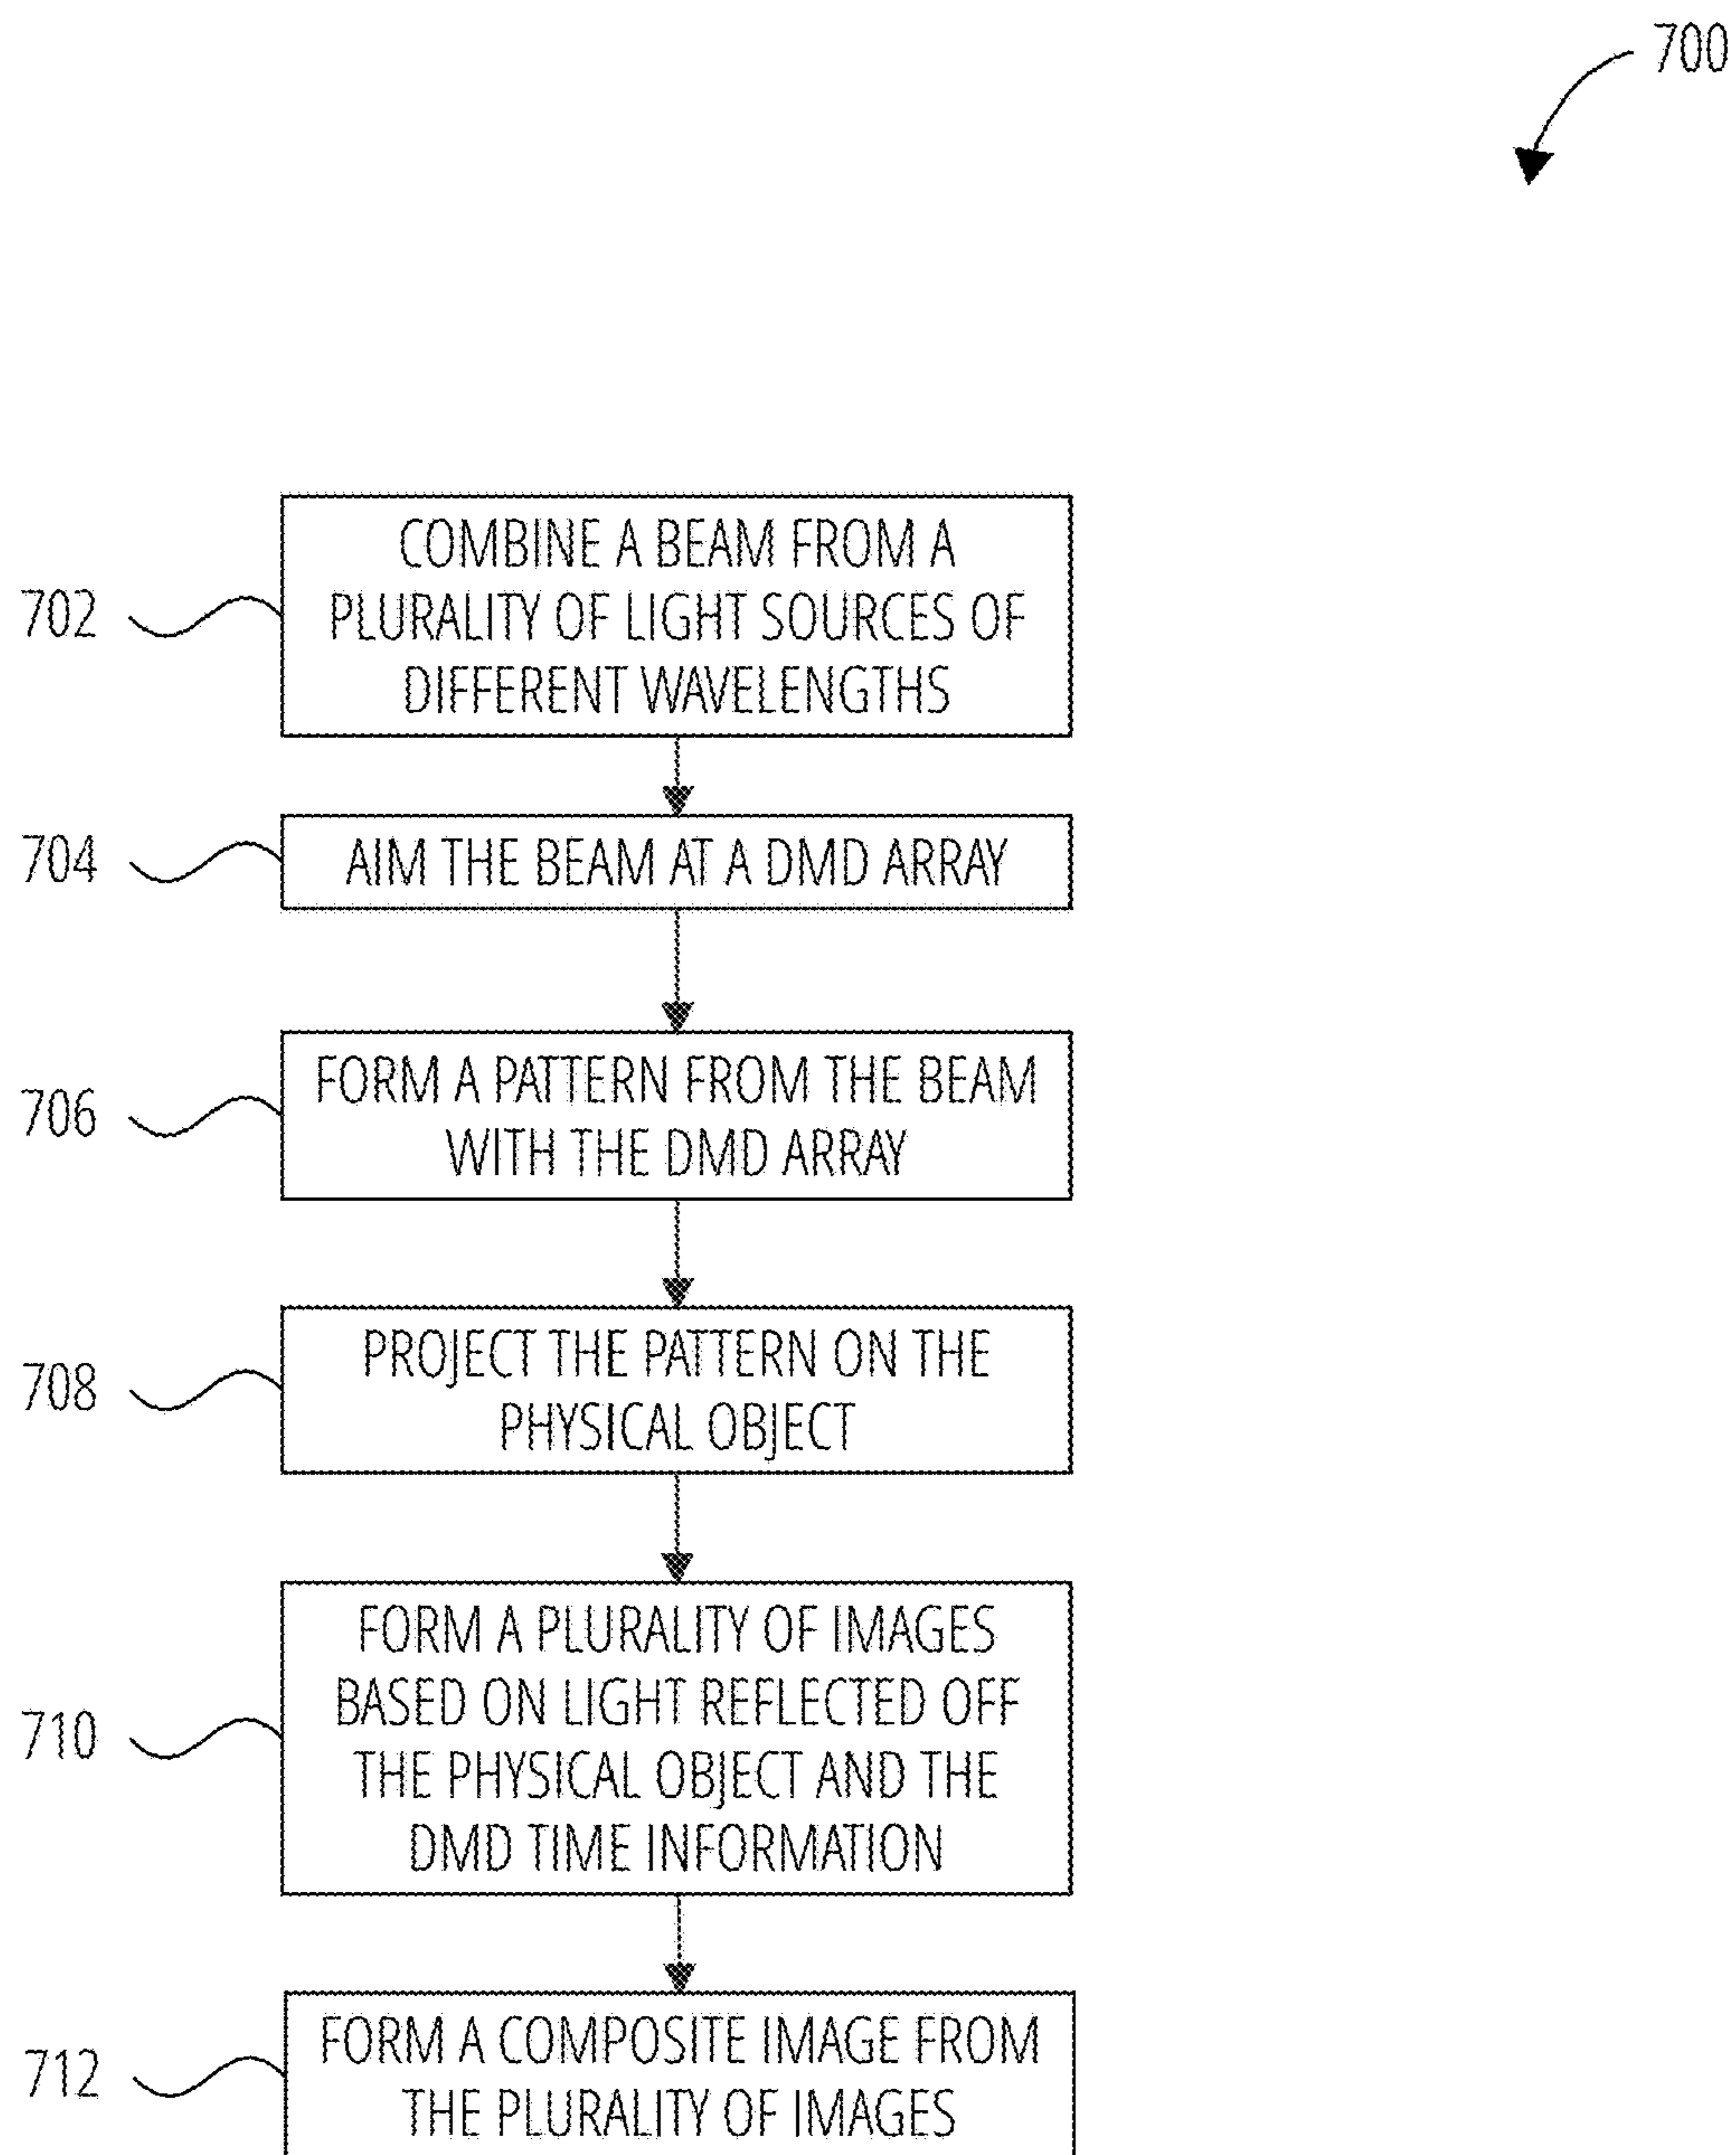 700
702
COMBINE A BEAM FROM A
PLURALITY OF LIGHT SOURCES OF
DIFFERENT WAVELENGTHS
704
AIM THE BEAM AT A DMD ARRAY
706
FORM A PATTERN FROM THE BEAM
WITH THE DMD ARRAY
708
PROJECT THE PATTERN ON THE
PHYSICAL OBJECT
710
FORM A PLURALITY OF IMAGES
BASED ON LIGHT REFLECTED OFF
THE PHYSICAL OBJECT AND THE
DMD TIME INFORMATION
712
FORM A COMPOSITE IMAGE FROM
THE PLURALITY OF IMAGES